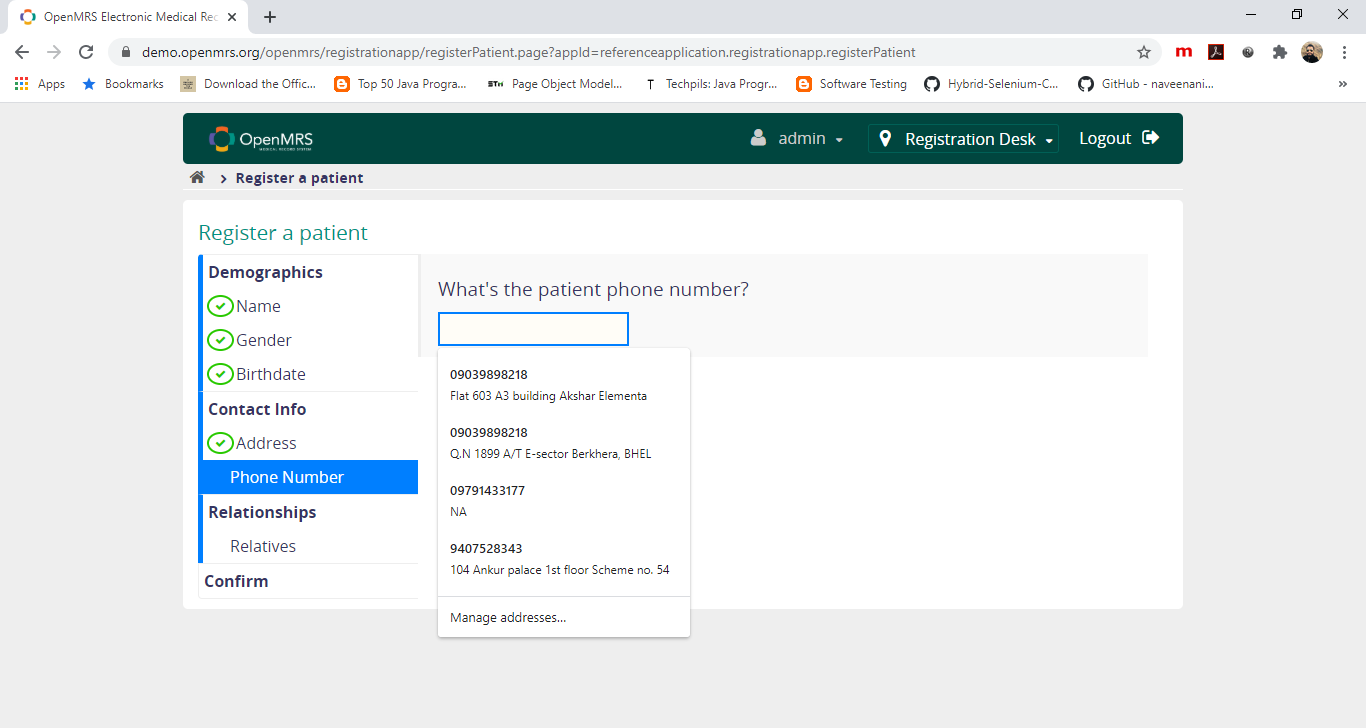 OpenMRS Electronic Medical Rec
demo.openmrs.org/openmrs/registrationapp/registerPatient.page?appId=referenceapplication.registrationapp.registerPatient
m
Apps
Bookmarks
Download the Offic...
Top 50 Java Progra...
STH
Page Object Model...
T
Techpils: Java Progr...
Software Testing
Hybrid-Selenium-C...
GitHub - naveenani...
»
OpenMRS
MEDICAL RECORD SYSTEM
admin
Registration Desk
Logout
Register a patient
Register a patient
Demographics
Name
Gender
Birthdate
Contact Info
Address
Phone Number
Relationships
Relatives
Confirm
What's the patient phone number?
09039898218
Flat 603 A3 building Akshar Elementa
09039898218
Q.N 1899 A/T E-sector Berkhera, BHEL
09791433177
NA
9407528343
104 Ankur palace 1st floor Scheme no. 54
Manage addresses...